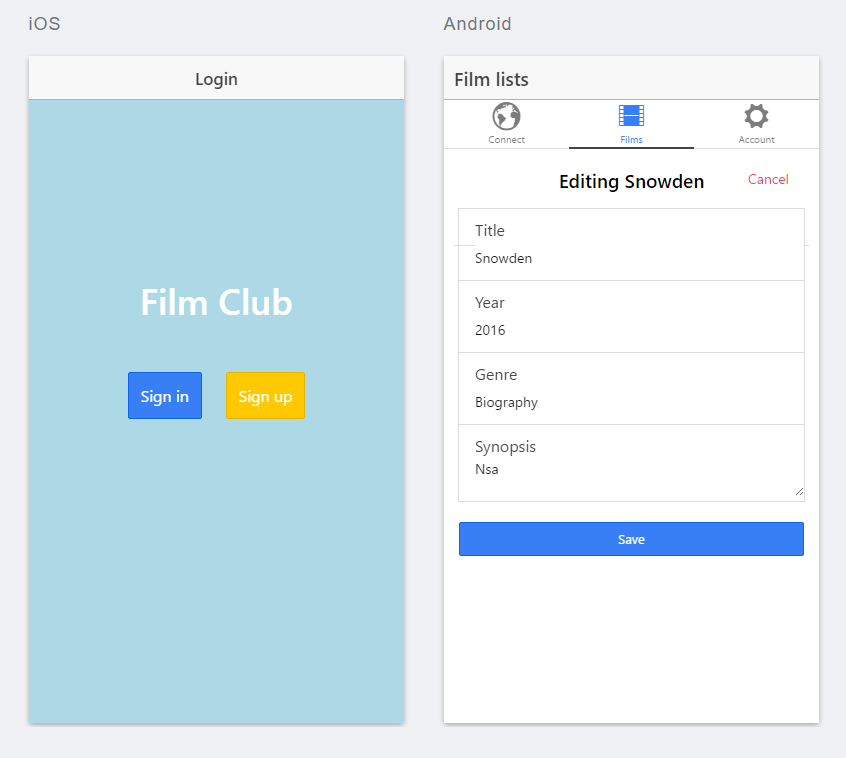 iOS
Login
Film Club
Sign in Sign up
Android
Film lists
Connect Films Account
Editing Snowden Cancel
Title
Snowden
Year
2016
Genre
Biography
Synopsis
Nsa
Save